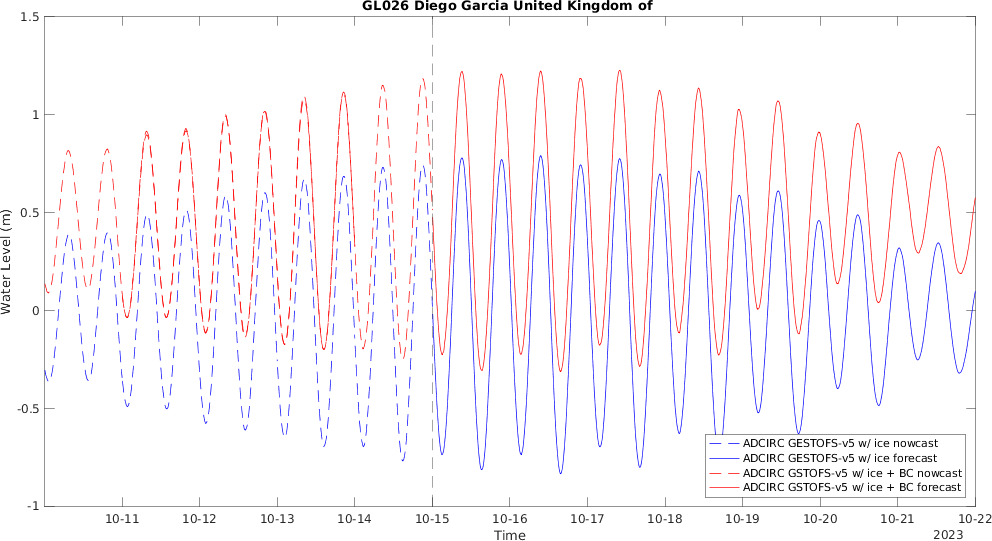 GL026 Diego Garcia United Kingdom of
1.5
1
0.5
0
-0.5
-1
Water Level (m)
10-11
10-12
10-13
10-14
10-15
10-16
10-17
10-18
10-19
10-20
10-21
10-22
Time
2023
ADCIRC GESTOFS-v5 w/ ice nowcast
ADCIRC GESTOFS-v5 w/ ice forecast
ADCIRC GSTOFS-v5 w/ ice + BC nowcast
ADCIRC GSTOFS-v5 w/ ice + BC forecast